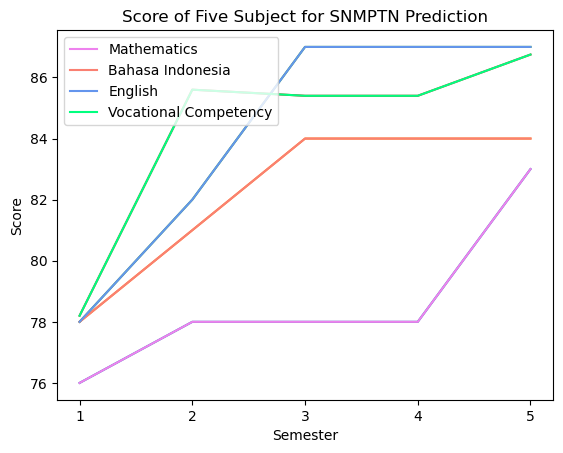 Score of Five Subject for SNMPTN Prediction
Mathematics
Bahasa Indonesia
English
Vocational Competency
Score
86
84
82
80
78
76
1 2 3 4 5
Semester